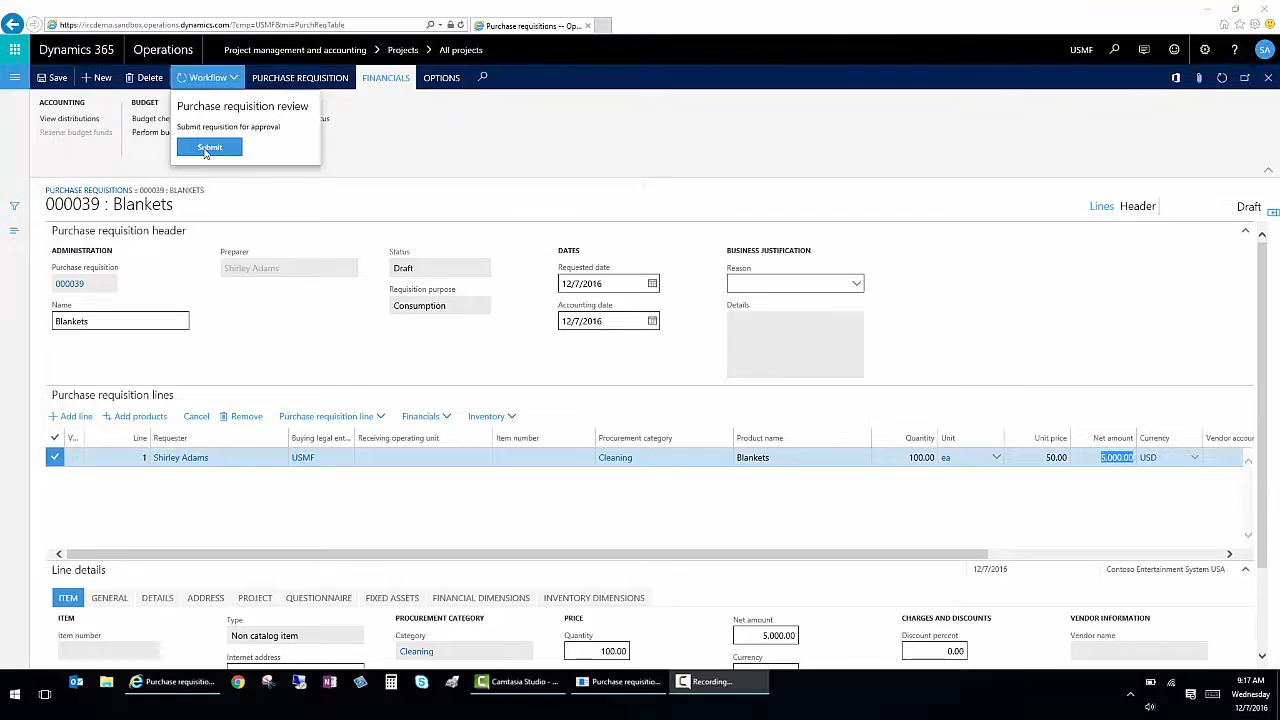 https://ircdemo.sandbox.operations.dynamics.com/?cmp=USMF&mi=PurchReqTable
Purchase requisitions -- Op...
Dynamics 365
Operations
Project management and accounting
Projects
All projects
USMF
SA
Save
New
Delete
Workflow
PURCHASE REQUISITION
FINANCIALS
OPTIONS
ACCOUNTING
View distributions
Reserve budget funds
BUDGET
Budget che
Perform bu
tus
Purchase requisition review
Submit requisition for approval
Submit
PURCHASE REQUISITIONS
000039 : BLANKETS
000039 : Blankets
Lines
Header
Draft
Purchase requisition header
ADMINISTRATION
Purchase requisition
000039
Name
Blankets
Preparer
Shirley Adams
Status
Draft
Requisition purpose
Consumption
DATES
Requested date
12/7/2016
Accounting date
12/7/2016
BUSINESS JUSTIFICATION
Reason
Details
Purchase requisition lines
Add line
Add products
Cancel
Remove
Purchase requisition line
Financials
Inventory
V... Line Requester Buying legal ent... Receiving operating unit Item number Procurement category Product name Quantity Unit Unit price Net amount Currency Vendor accou
1 Shirley Adams USMF Cleaning Blankets 100.00 ea 50.00 5,000.00 USD
Line details
12/7/2016
Contoso Entertainment System USA
ITEM
GENERAL
DETAILS
ADDRESS
PROJECT
QUESTIONNAIRE
FIXED ASSETS
FINANCIAL DIMENSIONS
INVENTORY DIMENSIONS
ITEM
Item number
Type
Non catalog item
Internet address
PROCUREMENT CATEGORY
Category
Cleaning
PRICE
Quantity
100.00
Net amount
5,000.00
Currency
CHARGES AND DISCOUNTS
Discount percent
0.00
VENDOR INFORMATION
Vendor name
Purchase requisitio...
Camtasia Studio - ...
Purchase requisitio...
Recording...
9:17 AM
Wednesday
12/7/2016